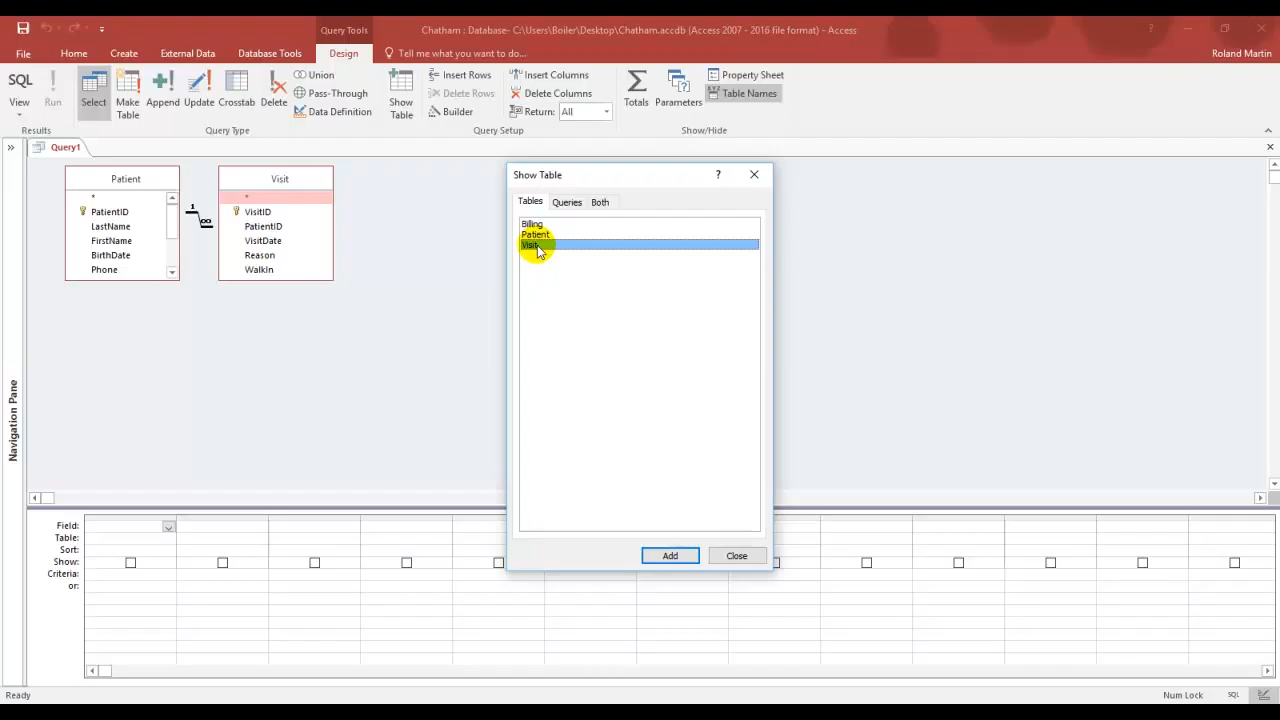 Query Tools
Chatham : Database- C:\Users\Boiler\Desktop\Chatham.accdb (Access 2007 - 2016 file format) - Access
File Home Create External Data Database Tools Design Tell me what you want to do... Roland Martin
SQL
View Run Select Make Table Append Update Crosstab Delete
Union
Pass-Through
Data Definition
Show Table
Insert Rows
Delete Rows
Builder
Insert Columns
Delete Columns
Return: All
Totals Parameters
Property Sheet
Table Names
Results Query Type Query Setup Show/Hide
Query1
Patient
*
PatientID
LastName
FirstName
BirthDate
Phone
1
∞
Visit
*
VisitID
PatientID
VisitDate
Reason
WalkIn
Show Table
Tables Queries Both
Billing
Patient
Visit
Add Close
Navigation Pane
Field:
Table:
Sort:
Show:
Criteria:
or:
Ready Num Lock SQL